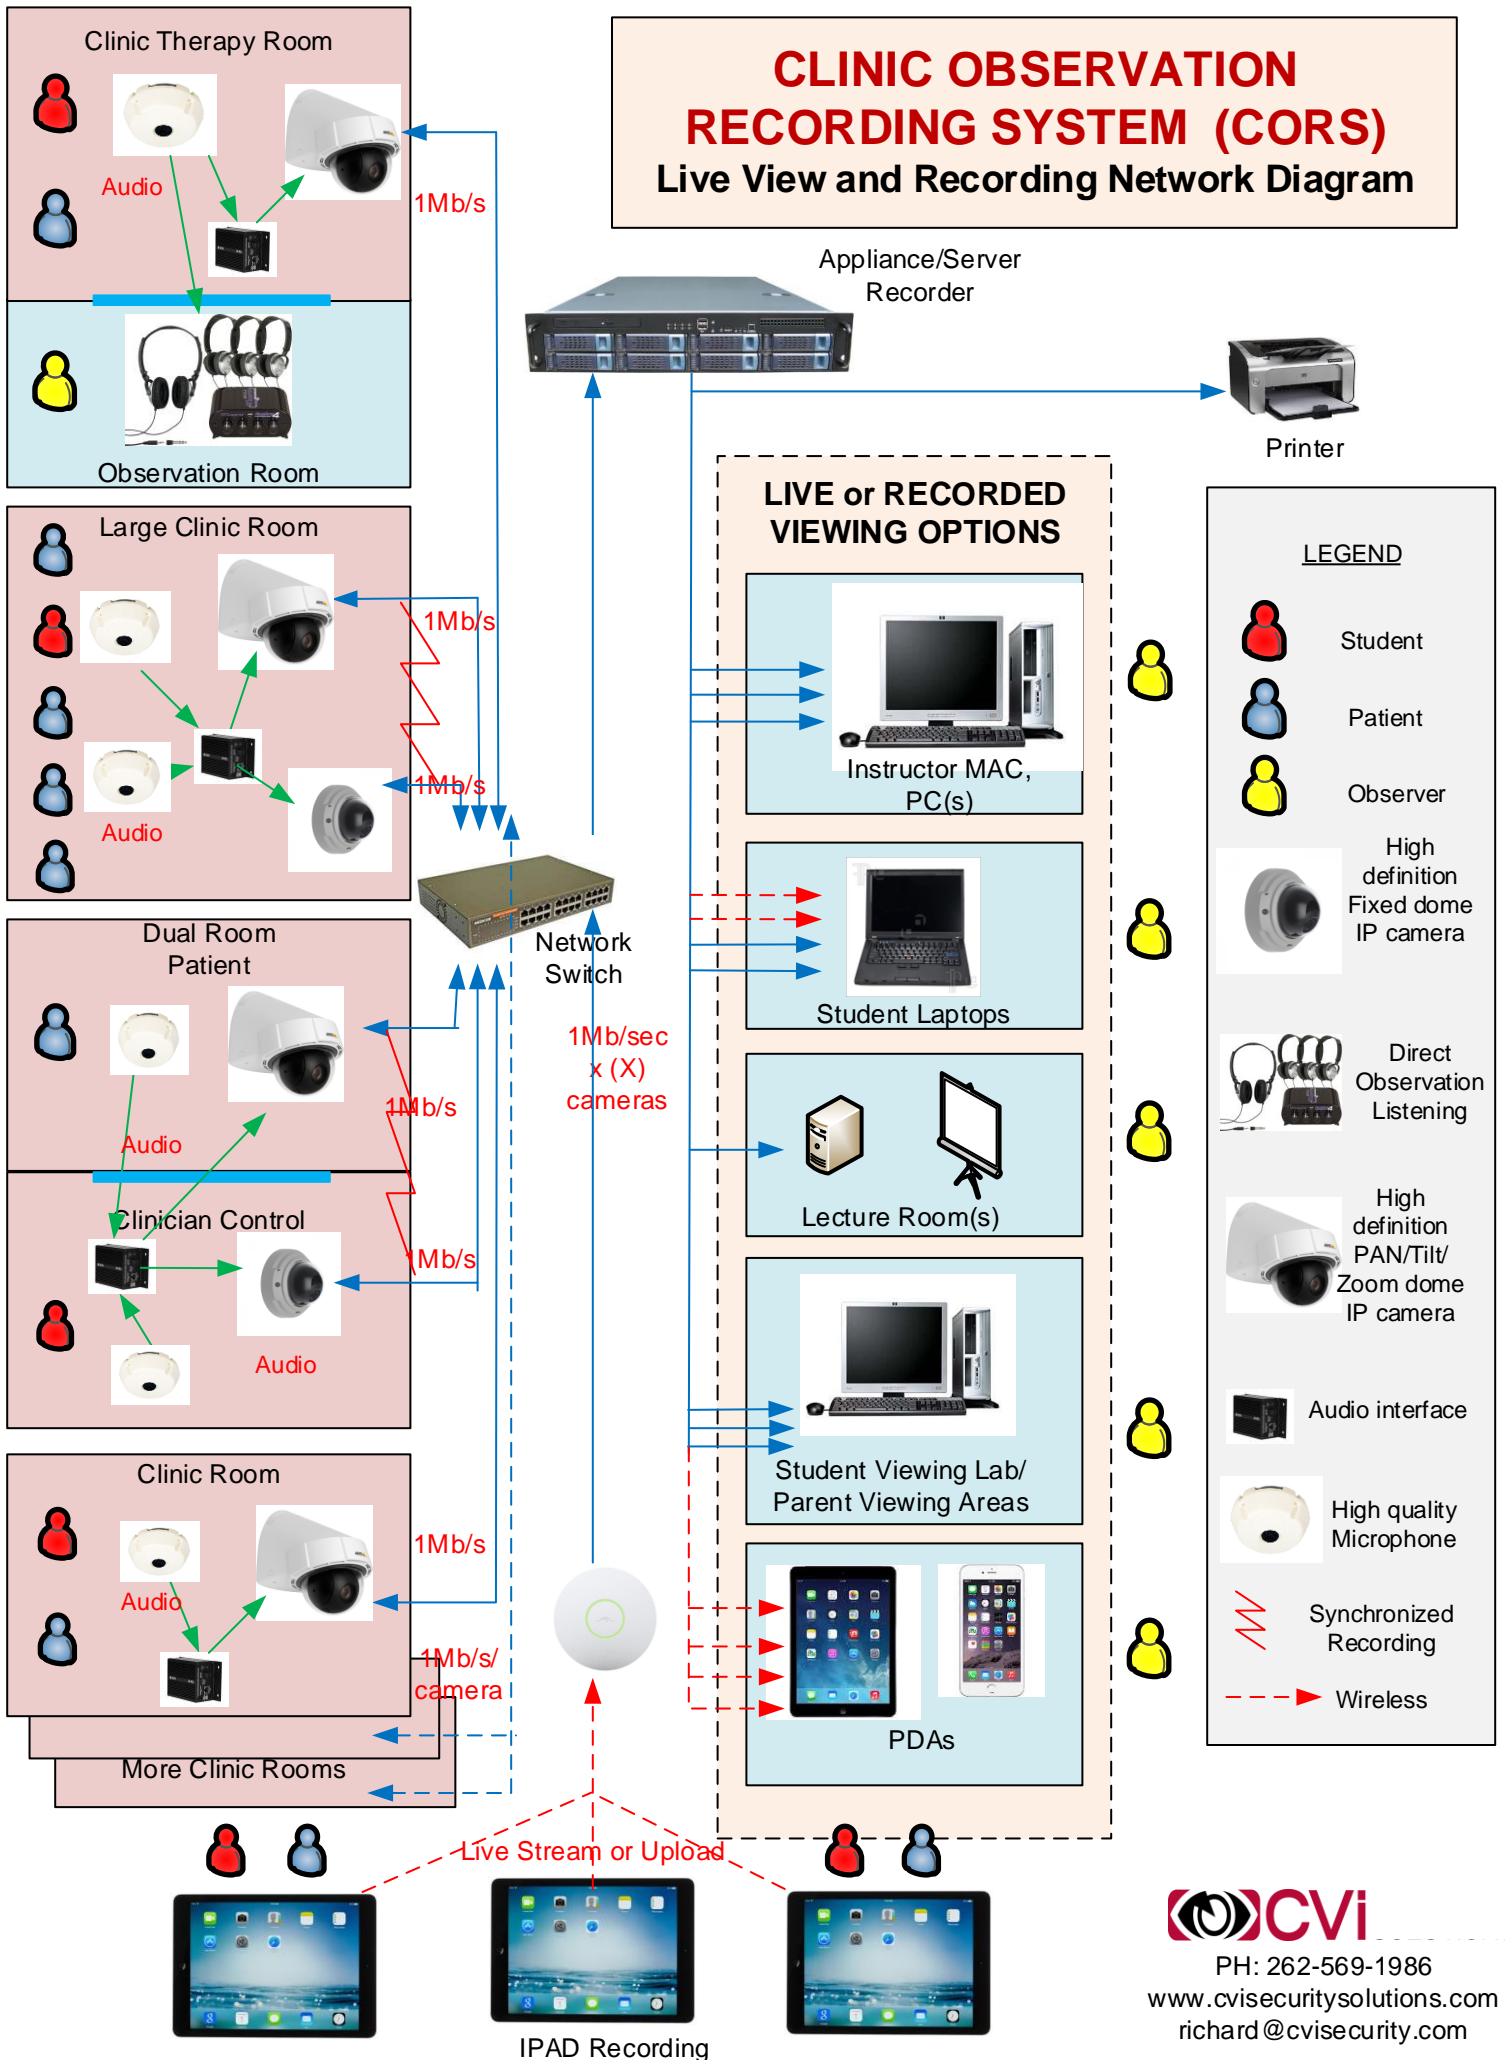 CLINIC OBSERVATION
RECORDING SYSTEM (CORS)
Live View and Recording Network Diagram
Clinic Therapy Room
Audio
1Mb/s
Observation Room
Large Clinic Room
1Mb/s
1Mb/s
Audio
Dual Room
Patient
Audio
1Mb/s
Clinician Control
1Mb/s
Audio
Clinic Room
1Mb/s
Audio
1Mb/s/
camera
More Clinic Rooms
Appliance/Server
Recorder
Printer
Network
Switch
1Mb/sec
x (X)
cameras
LIVE or RECORDED
VIEWING OPTIONS
Instructor MAC,
PC(s)
Student Laptops
Lecture Room(s)
Student Viewing Lab/
Parent Viewing Areas
PDAs
Live Stream or Upload
IPAD Recording
LEGEND
Student
Patient
Observer
High
definition
Fixed dome
IP camera
Direct
Observation
Listening
High
definition
PAN/Tilt/
Zoom dome
IP camera
Audio interface
High quality
Microphone
Synchronized
Recording
Wireless
CVi
PH: 262-569-1986
www.cvisecuritysolutions.com
richard@cvisecurity.com